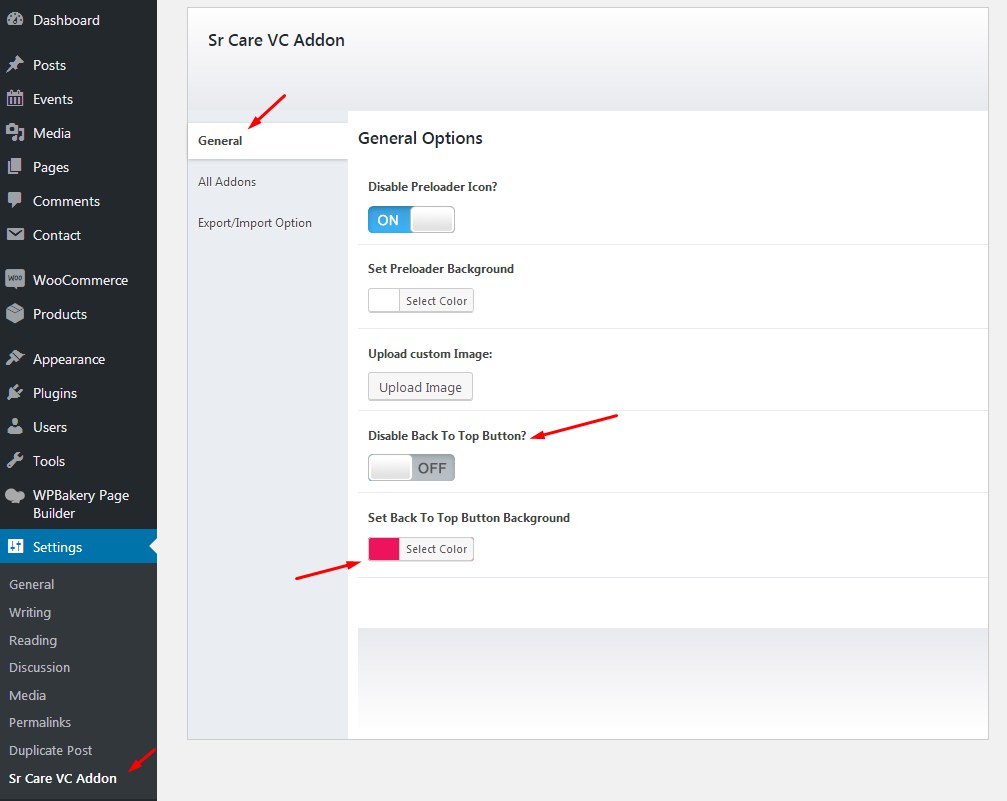 Dashboard
Posts
Events
Media
Pages
Comments
Contact
Woo
WooCommerce
Products
Appearance
Plugins
Users
Tools
WPBakery Page
Builder
Settings
General
Writing
Reading
Discussion
Media
Permalinks
Duplicate Post
Sr Care VC Addon
Sr Care VC Addon
General
All Addons
Export/Import Option
General Options
Disable Preloader Icon?
ON
Set Preloader Background
Select Color
Upload custom Image:
Upload Image
Disable Back To Top Button?
OFF
Set Back To Top Button Background
Select Color